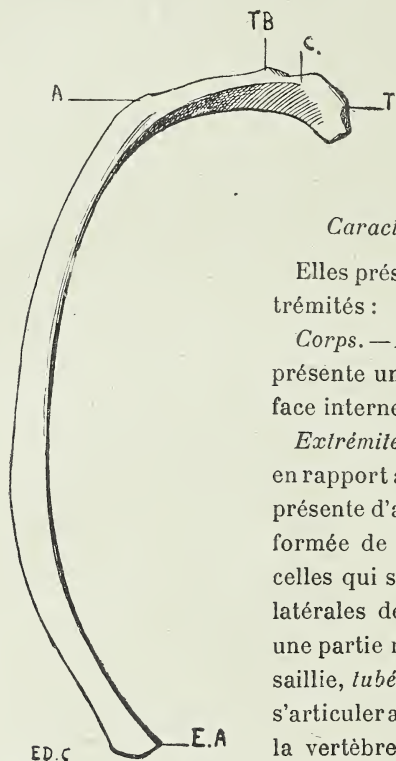 TB
C.
A
T
Caract
Elles prés
trémités :
Corps. —
présente un
face interne
Extrémité
en rapport a
présente d'a
formée de
celles qui s
latérales de
une partie r
saillie, tubé
s'articuler a
la vertèbre
E.A
ED.C